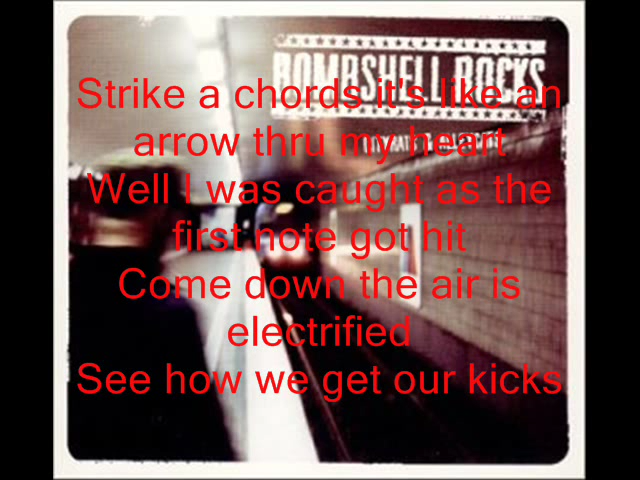 BOMBSHELL ROCKS
Strike a chords it's like an
arrow thru my heart
Well I was caught as the
first note got hit
Come down the air is
electrified
See how we get our kicks